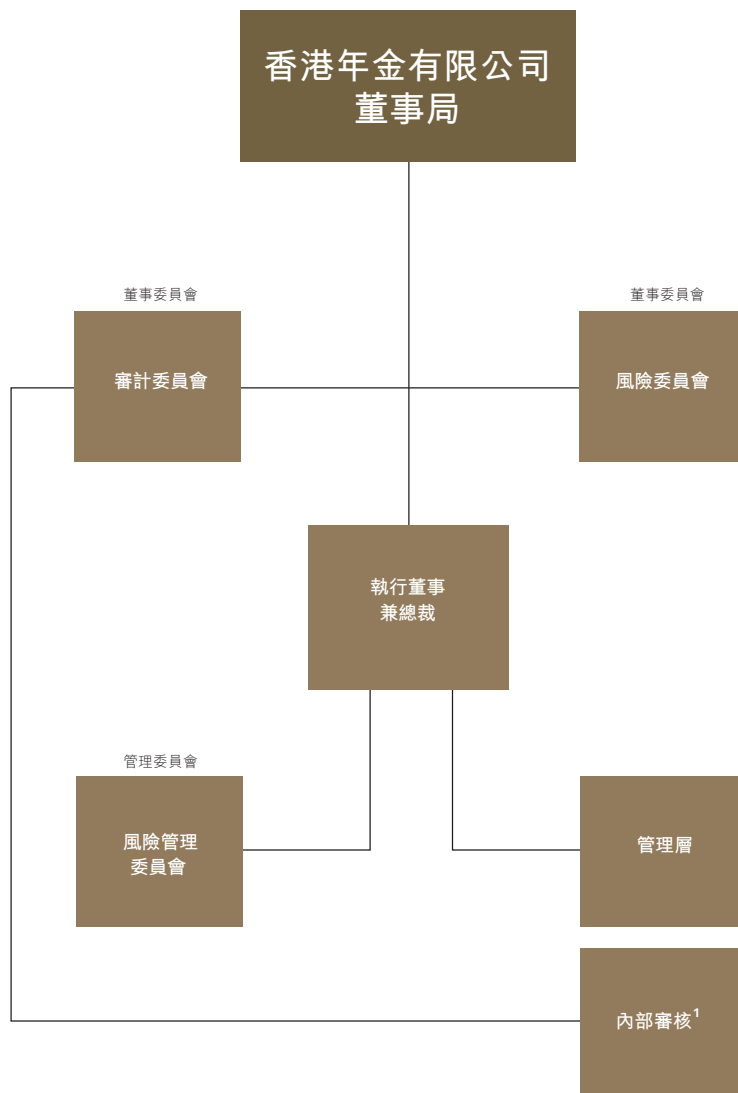 香港年金有限公司
董事局
董事委員會
董事委員會
審計委員會
風險委員會
執行董事
兼總裁
管理委員會
風險管理
委員會
管理層
內部審核¹